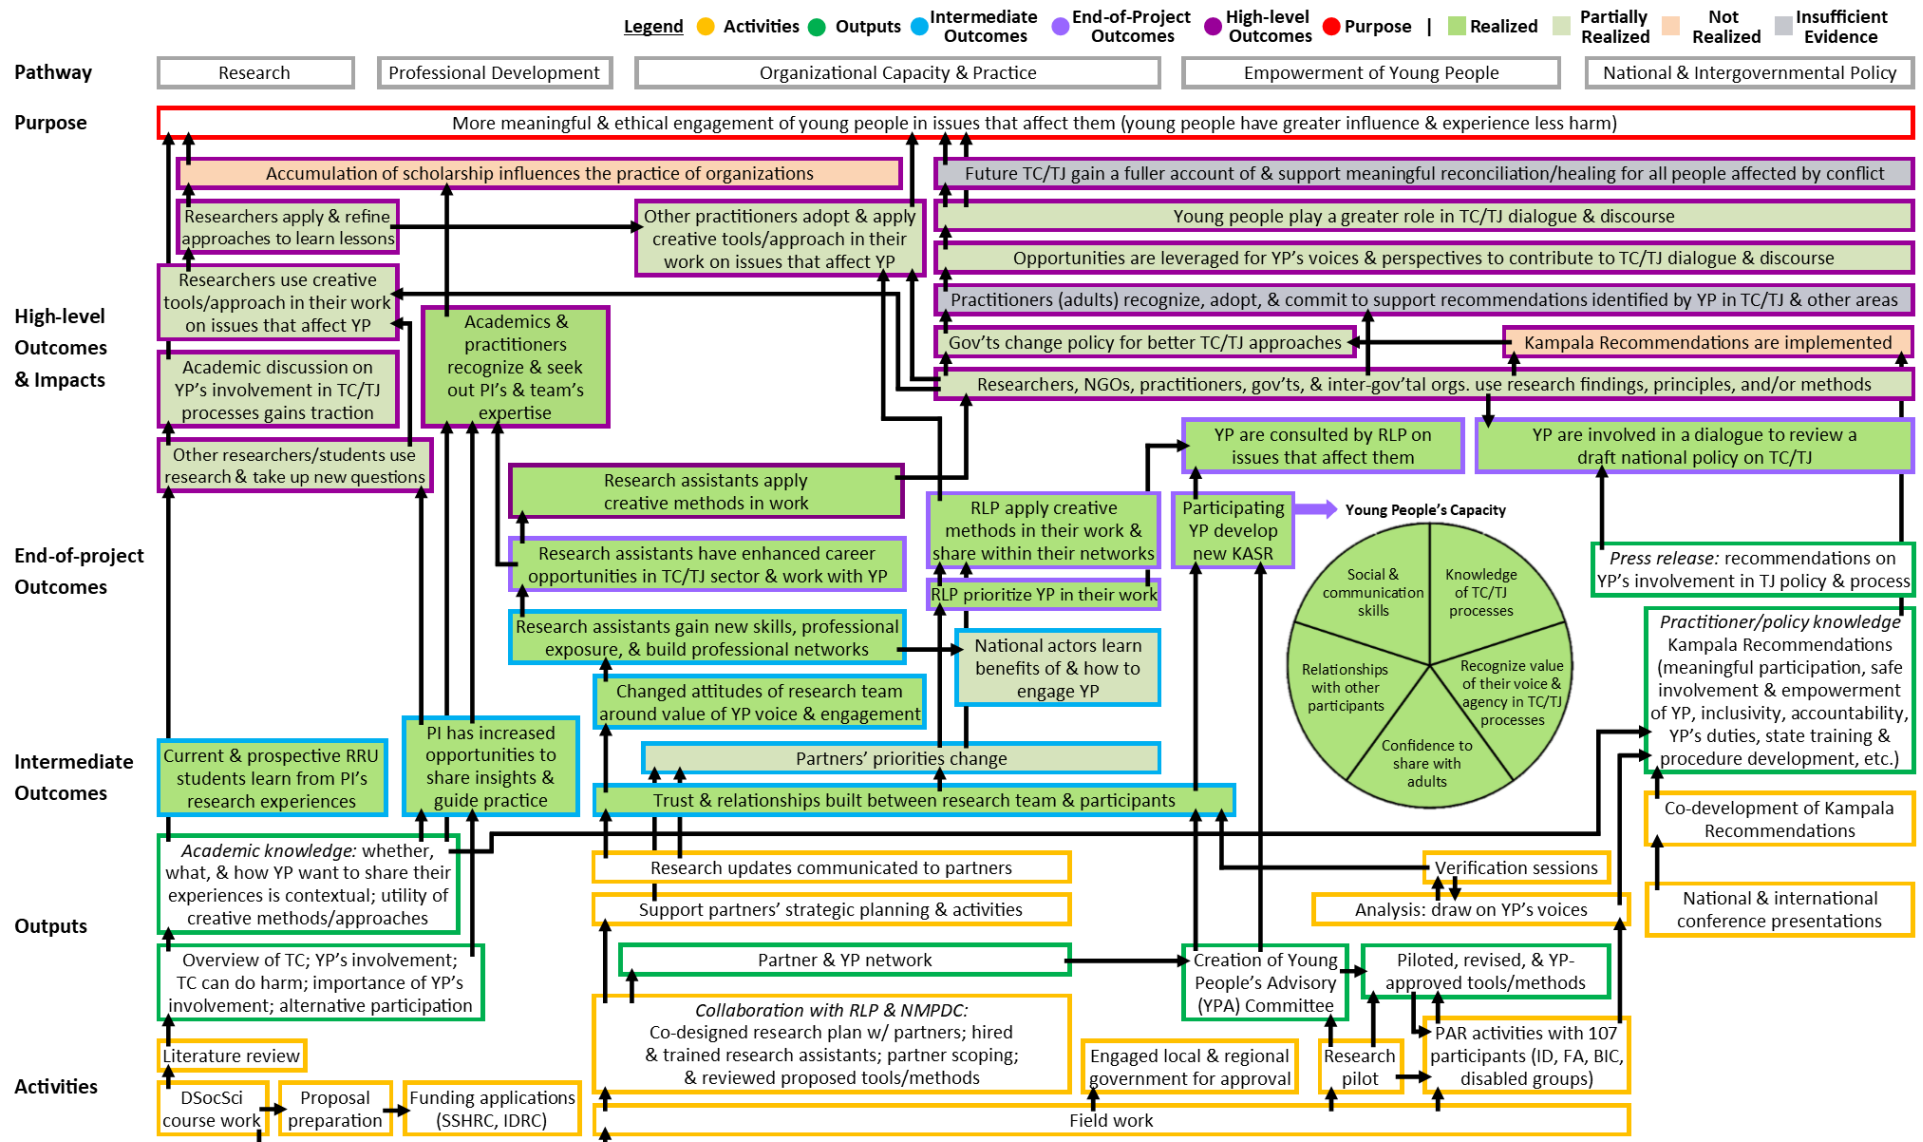 Legend
Activities
Outputs
Intermediate
Outcomes
End-of-Project
Outcomes
High-level
Outcomes
Purpose
|
Realized
Partially
Realized
Not
Realized
Insufficient
Evidence
Pathway
Research
Professional Development
Organizational Capacity & Practice
Empowerment of Young People
National & Intergovernmental Policy
Purpose
More meaningful & ethical engagement of young people in issues that affect them (young people have greater influence & experience less harm)
Accumulation of scholarship influences the practice of organizations
Future TC/TJ gain a fuller account of & support meaningful reconciliation/healing for all people affected by conflict
Researchers apply & refine
approaches to learn lessons
Other practitioners adopt & apply
creative tools/approach in their
work on issues that affect YP
Young people play a greater role in TC/TJ dialogue & discourse
Opportunities are leveraged for YP's voices & perspectives to contribute to TC/TJ dialogue & discourse
High-level
Outcomes
& Impacts
Researchers use creative
tools/approach in their work
on issues that affect YP
Academics &
practitioners
recognize & seek
out PI's & team's
expertise
Practitioners (adults) recognize, adopt, & commit to support recommendations identified by YP in TC/TJ & other areas
Gov'ts change policy for better TC/TJ approaches
Kampala Recommendations are implemented
Academic discussion on
YP's involvement in TC/TJ
processes gains traction
Researchers, NGOs, practitioners, gov'ts, & inter-gov'tal orgs. use research findings, principles, and/or methods
Other researchers/students use
research & take up new questions
YP are consulted by RLP on
issues that affect them
YP are involved in a dialogue to review a
draft national policy on TC/TJ
Research assistants apply
creative methods in work
End-of-project
Outcomes
Research assistants have enhanced career
opportunities in TC/TJ sector & work with YP
RLP apply creative
methods in their work &
share within their networks
Participating
YP develop
new KASR
Young People's Capacity
Social &
communication
skills
Knowledge
of TC/TJ
processes
Relationships
with other
participants
Recognize value
of their voice &
agency in TC/TJ
processes
Confidence to
share with
adults
Press release: recommendations on
YP's involvement in TJ policy & process
RLP prioritize YP in their work
Research assistants gain new skills, professional
exposure, & build professional networks
National actors learn
benefits of & how to
engage YP
Practitioner/policy knowledge
Kampala Recommendations
(meaningful participation, safe
involvement & empowerment
of YP, inclusivity, accountability,
YP's duties, state training &
procedure development, etc.)
Changed attitudes of research team
around value of YP voice & engagement
Intermediate
Outcomes
Current & prospective RRU
students learn from PI's
research experiences
PI has increased
opportunities to
share insights &
guide practice
Partners' priorities change
Trust & relationships built between research team & participants
Co-development of Kampala
Recommendations
Outputs
Academic knowledge: whether,
what, & how YP want to share their
experiences is contextual; utility of
creative methods/approaches
Research updates communicated to partners
Verification sessions
Support partners' strategic planning & activities
Analysis: draw on YP's voices
National & international
conference presentations
Overview of TC; YP's involvement;
TC can do harm; importance of YP's
involvement; alternative participation
Partner & YP network
Creation of Young
People's Advisory
(YPA) Committee
Piloted, revised, & YP-
approved tools/methods
Activities
Literature review
Collaboration with RLP & NMPDC:
Co-designed research plan w/ partners; hired
& trained research assistants; partner scoping;
& reviewed proposed tools/methods
Engaged local & regional
government for approval
Research
pilot
PAR activities with 107
participants (ID, FA, BIC,
disabled groups)
DSocSci
course work
Proposal
preparation
Funding applications
(SSHRC, IDRC)
Field work